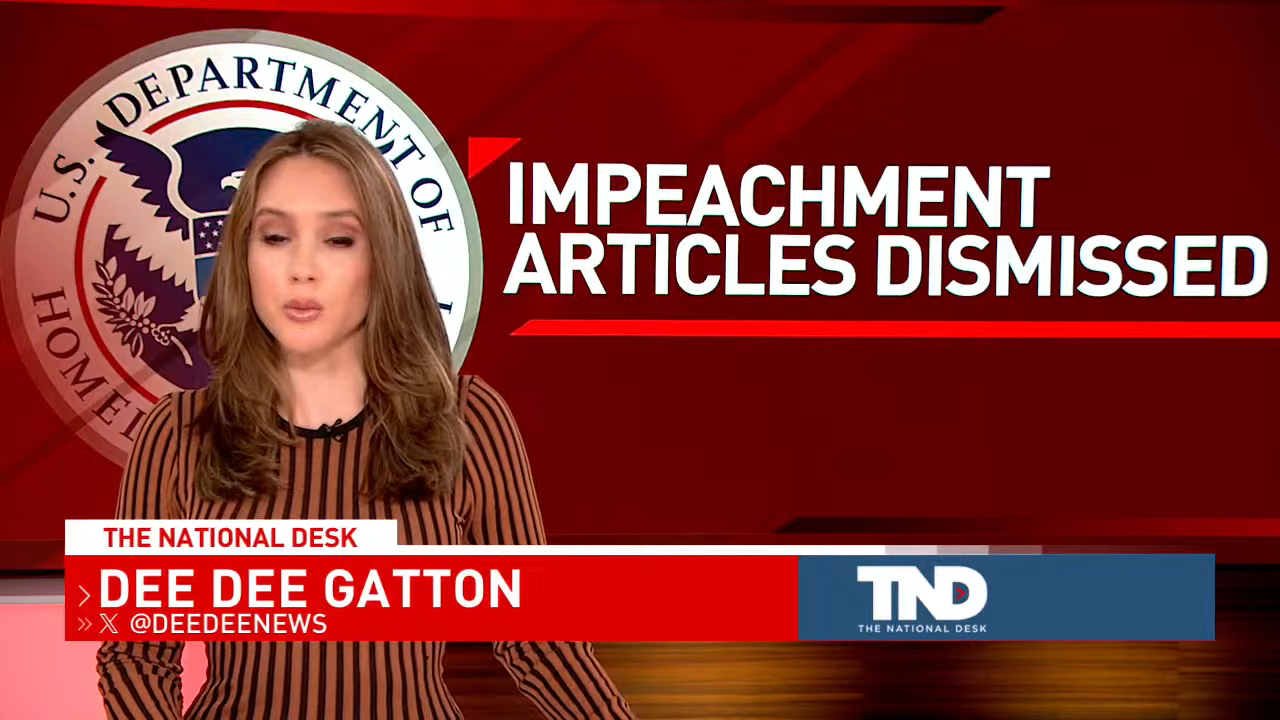 U.S. DEPARTMENT OF
IMPEACHMENT
ARTICLES DISMISSED
THE NATIONAL DESK
DEE DEE GATTON
X @DEEDEENEWS
TND
THE NATIONAL DESK